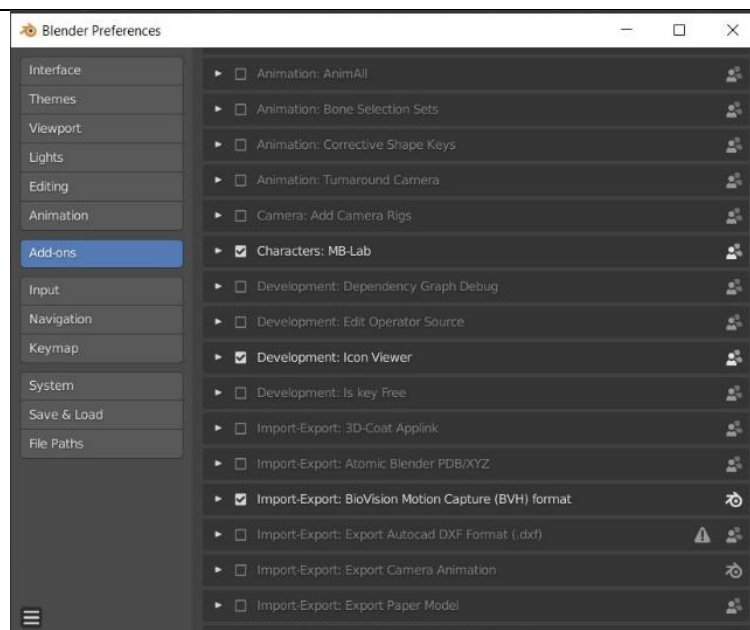 Blender Preferences
Interface
Themes
Viewport
Lights
Editing
Animation
Add-ons
Input
Navigation
Keymap
System
Save & Load
File Paths
Animation: AnimAll
Animation: Bone Selection Sets
Animation: Corrective Shape Keys
Animation: Turnaround Camera
Camera: Add Camera Rigs
Characters: MB-Lab
Development: Dependency Graph Debug
Development: Edit Operator Source
Development: Icon Viewer
Development: Is key Free
Import-Export: 3D-Coat Applink
Import-Export: Atomic Blender PDB/XYZ
Import-Export: BioVision Motion Capture (BVH) format
Import-Export: Export Autocad DXF Format (.dxf)
Import-Export: Export Camera Animation
Import-Export: Export Paper Model